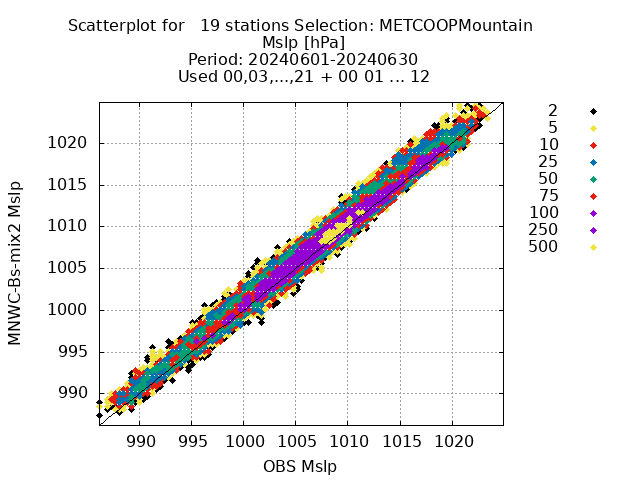 Scatterplot for   19 stations Selection: METCOOPMountain
Mslp [hPa]
Period: 20240601-20240630
Used 00,03,...,21 + 00 01 ... 12
MNWC-Bs-mix2 Mslp
1020
1015
1010
1005
1000
995
990
990 995 1000 1005 1010 1015 1020
OBS Mslp
2
5
10
25
50
75
100
250
500